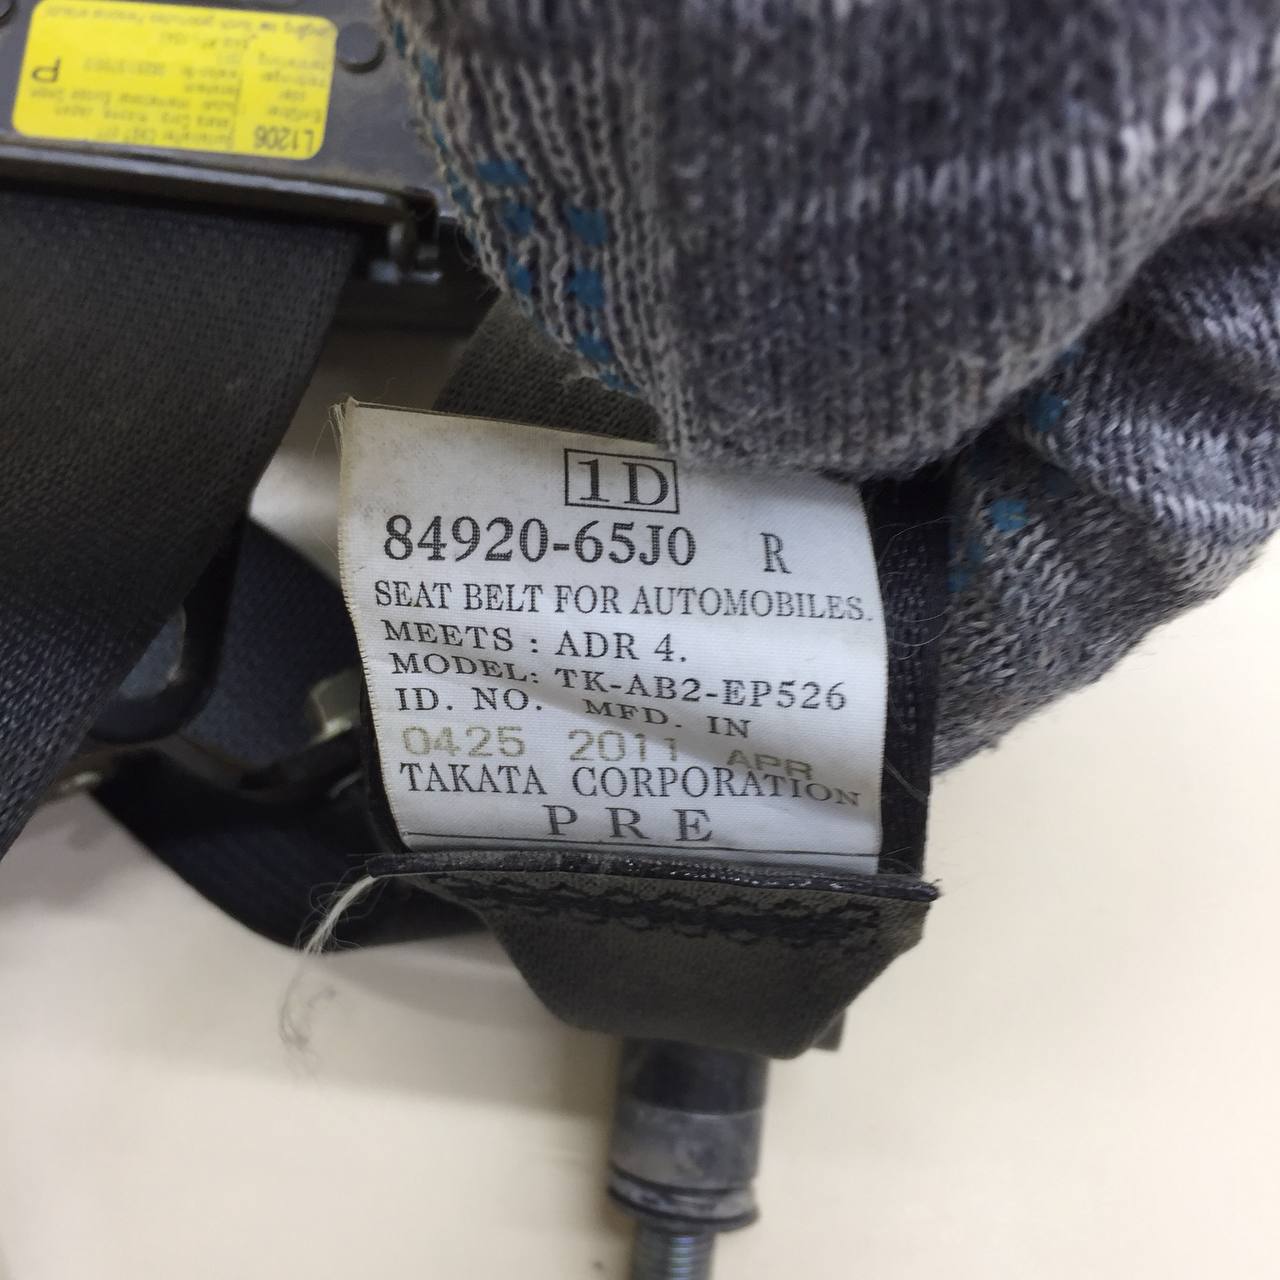 L1206
P
1D
84920-65J0 R
SEAT BELT FOR AUTOMOBILES.
MEETS : ADR 4.
MODEL: TK-AB2-EP526
ID. NO. MFD. IN
0425 2011 APR
TAKATA CORPORATION
PRE